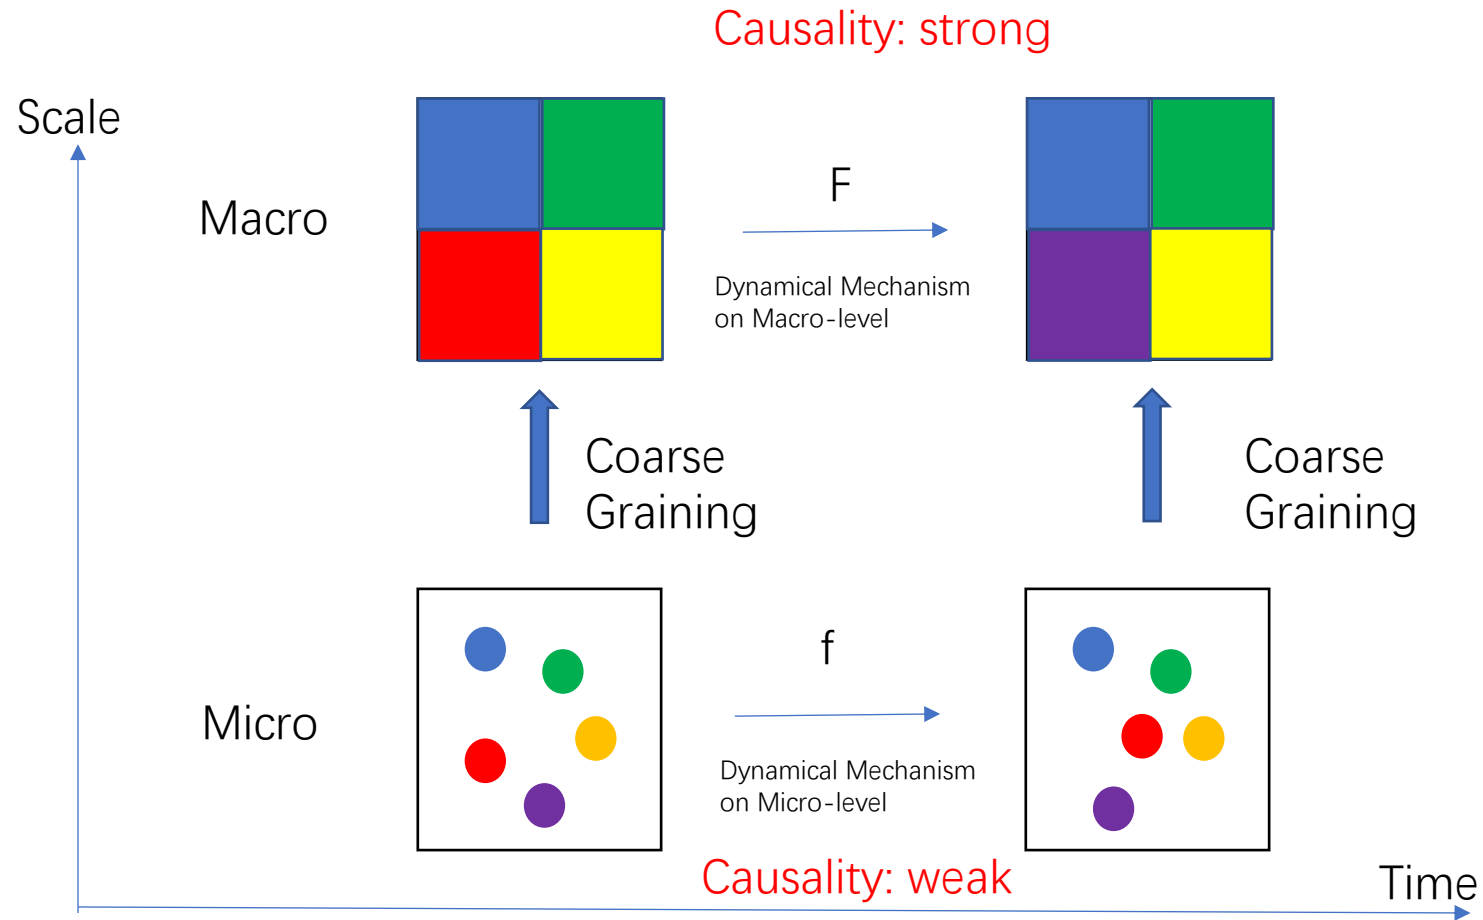 Causality: strong
Scale
Macro
F
Dynamical Mechanism
on Macro-level
Coarse
Graining
Coarse
Graining
Micro
f
Dynamical Mechanism
on Micro-level
Causality: weak
Time